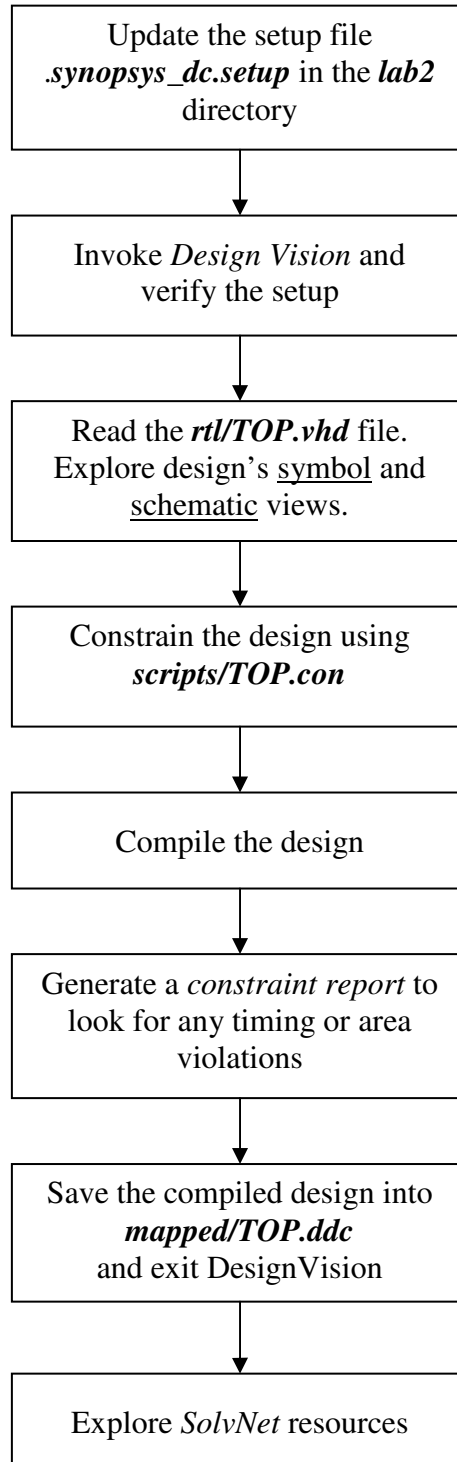 Update the setup file
.synopsys_dc.setup in the lab2
directory
Invoke Design Vision and
verify the setup
Read the rtl/TOP.vhd file.
Explore design’s symbol and
schematic views.
Constrain the design using
scripts/TOP.con
Compile the design
Generate a constraint report to
look for any timing or area
violations
Save the compiled design into
mapped/TOP.ddc
and exit DesignVision
Explore SolvNet resources